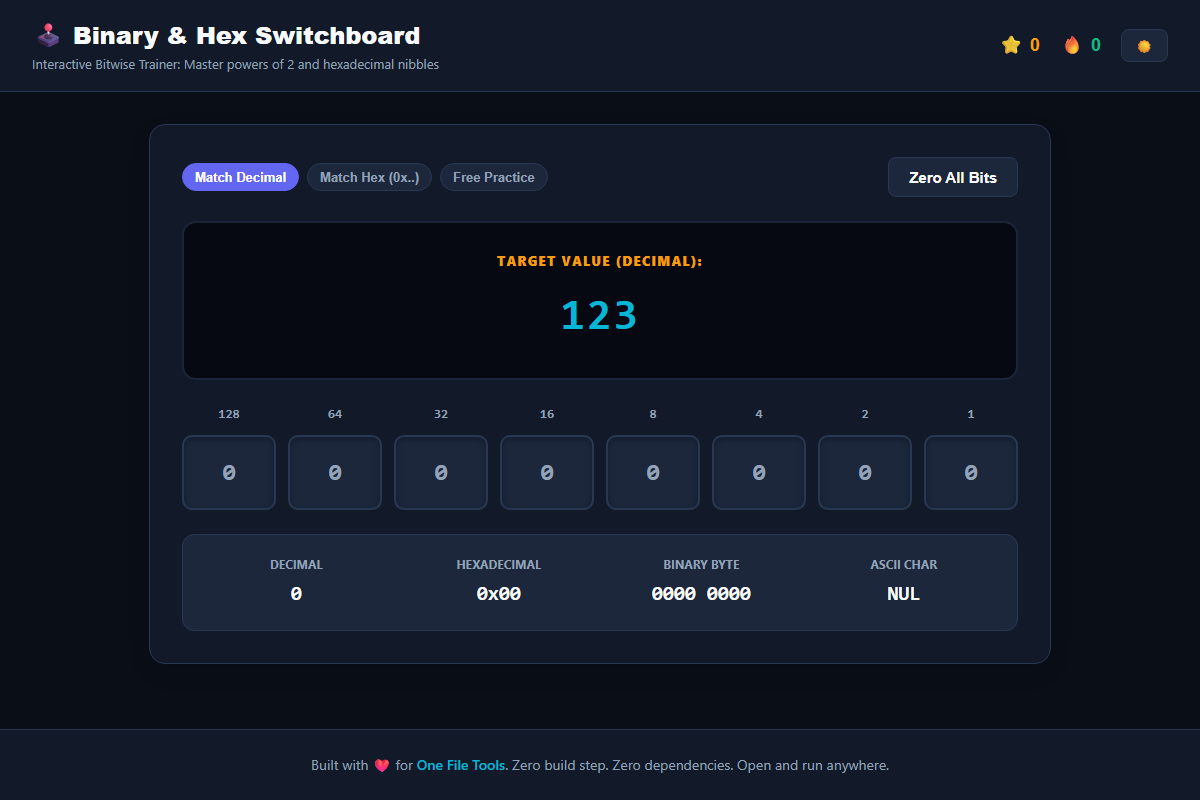 Binary & Hex Switchboard
Interactive Bitwise Trainer: Master powers of 2 and hexadecimal nibbles
0 0
Match Decimal Match Hex (0x..) Free Practice Zero All Bits
TARGET VALUE (DECIMAL):
123
128 64 32 16 8 4 2 1
0 0 0 0 0 0 0 0
DECIMAL HEXADECIMAL BINARY BYTE ASCII CHAR
0 0x00 0000 0000 NUL
Built with ❤️ for One File Tools. Zero build step. Zero dependencies. Open and run anywhere.